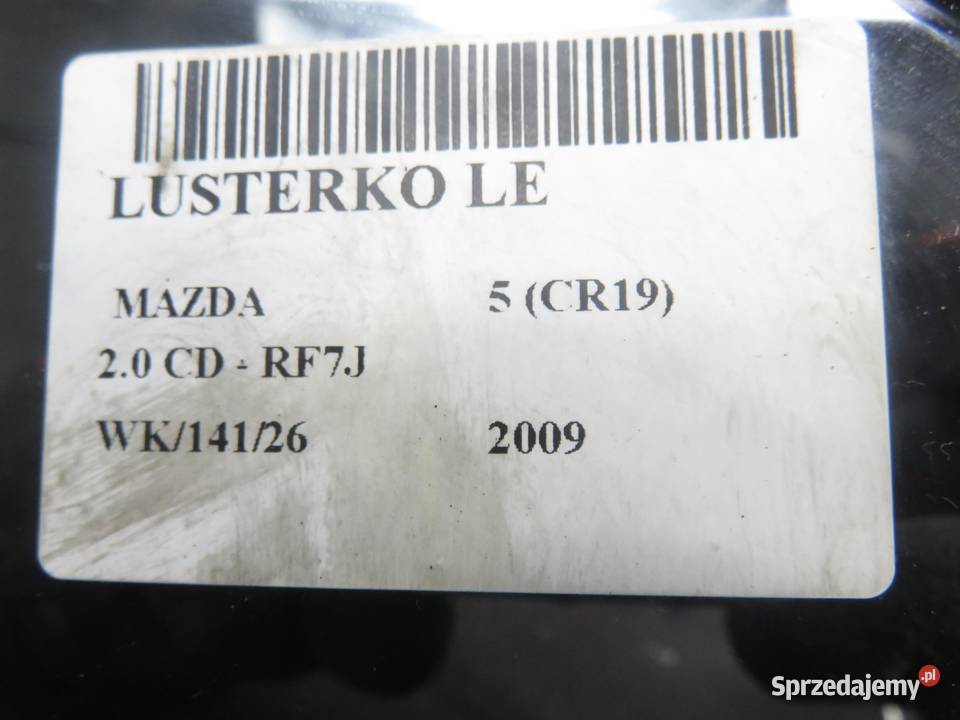 LUSTERKO LE
MAZDA 5 (CR19)
2.0 CD - RF7J
WK/141/26 2009
Sprzedajemy.pl